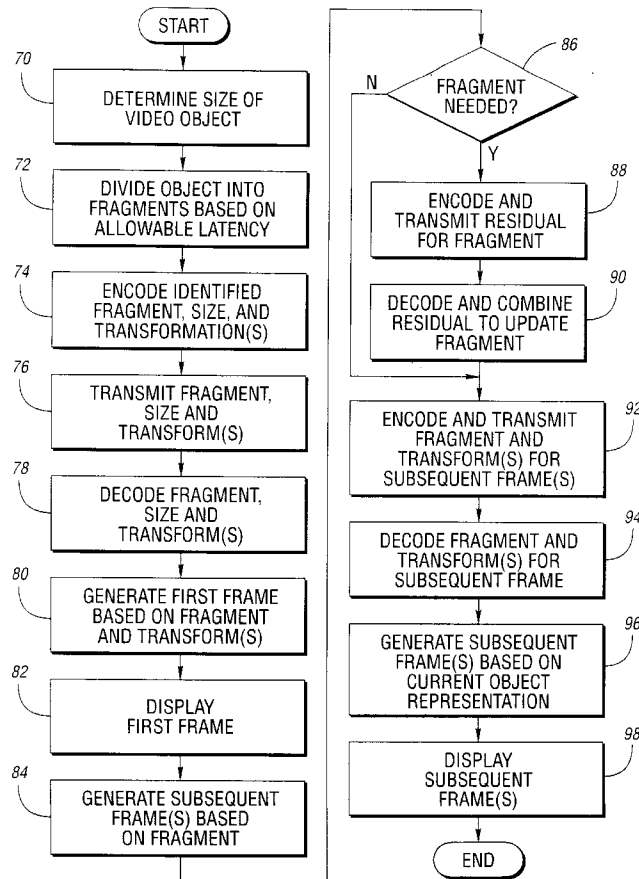 START
70
DETERMINE SIZE OF
VIDEO OBJECT
72
DIVIDE OBJECT INTO
FRAGMENTS BASED ON
ALLOWABLE LATENCY
74
ENCODE IDENTIFIED
FRAGMENT, SIZE, AND
TRANSFORMATION(S)
76
TRANSMIT FRAGMENT,
SIZE AND
TRANSFORM(S)
78
DECODE FRAGMENT,
SIZE AND
TRANSFORM(S)
80
GENERATE FIRST FRAME
BASED ON FRAGMENT
AND TRANSFORM(S)
82
DISPLAY
FIRST FRAME
84
GENERATE SUBSEQUENT
FRAME(S) BASED
ON FRAGMENT
86
FRAGMENT
NEEDED?
N
Y
88
ENCODE AND
TRANSMIT RESIDUAL
FOR FRAGMENT
90
DECODE AND COMBINE
RESIDUAL TO UPDATE
FRAGMENT
92
ENCODE AND TRANSMIT
FRAGMENT AND
TRANSFORM(S) FOR
SUBSEQUENT FRAME(S)
94
DECODE FRAGMENT AND
TRANSFORM(S) FOR
SUBSEQUENT FRAME
96
GENERATE SUBSEQUENT
FRAME(S) BASED ON
CURRENT OBJECT
REPRESENTATION
98
DISPLAY
SUBSEQUENT
FRAME(S)
END